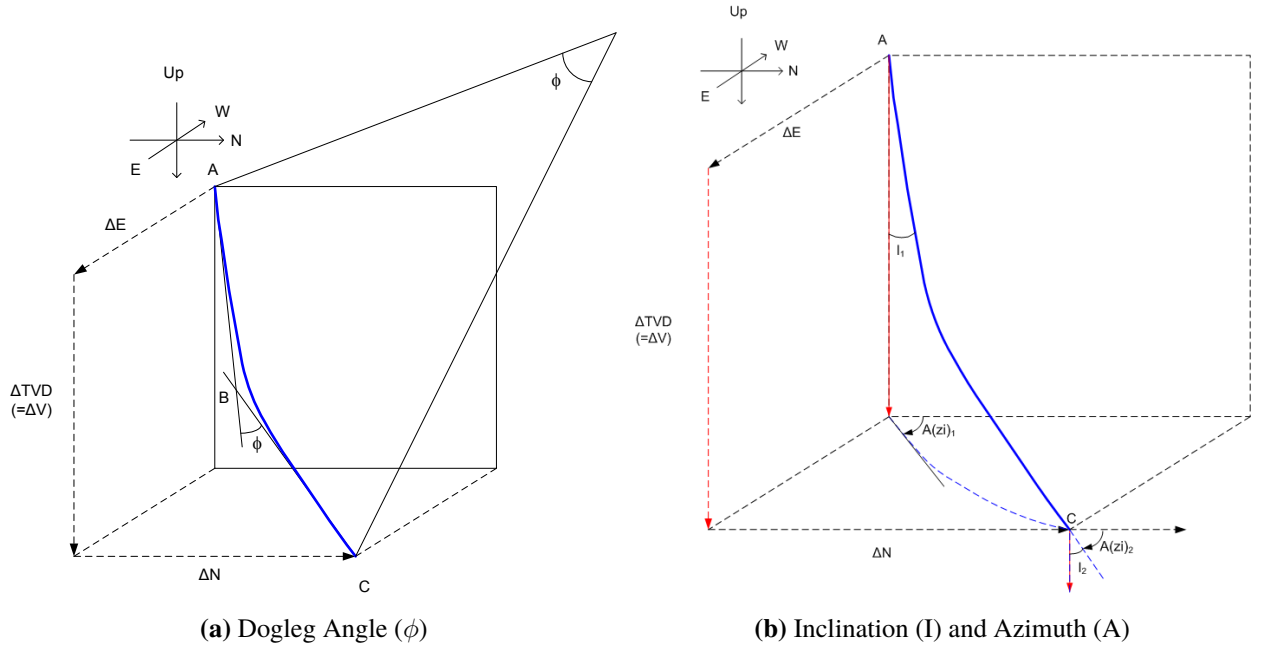 Up
W
N
E
A
ΔE
ϕ
ΔTVD
(=ΔV)
B
ϕ
ΔN
C
(a) Dogleg Angle (ϕ)
Up
W
N
E
A
ΔE
I1
ΔTVD
(=ΔV)
A(zi)1
C
A(zi)2
I2
ΔN
(b) Inclination (I) and Azimuth (A)